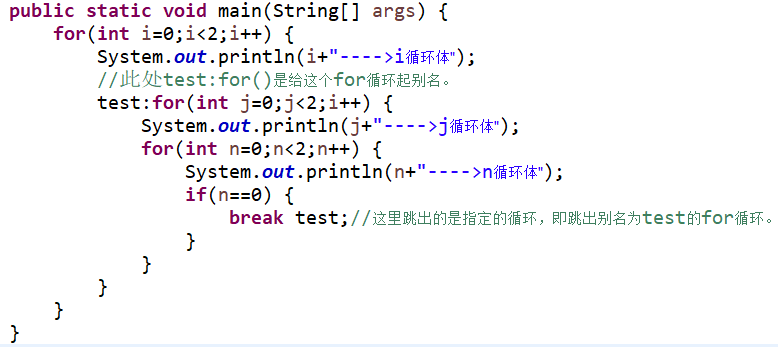 public static void main(String[] args) {
for(int i=0;i<2;i++) {
System.out.println(i+"---->i循环体");
//此处test:for()是给这个for循环起别名。
test:for(int j=0;j<2;i++) {
System.out.println(j+"---->j循环体");
for(int n=0;n<2;n++) {
System.out.println(n+"---->n循环体");
if(n==0) {
break test;//这里跳出的是指定的循环，即跳出别名为test的for循环。
}
}
}
}
}